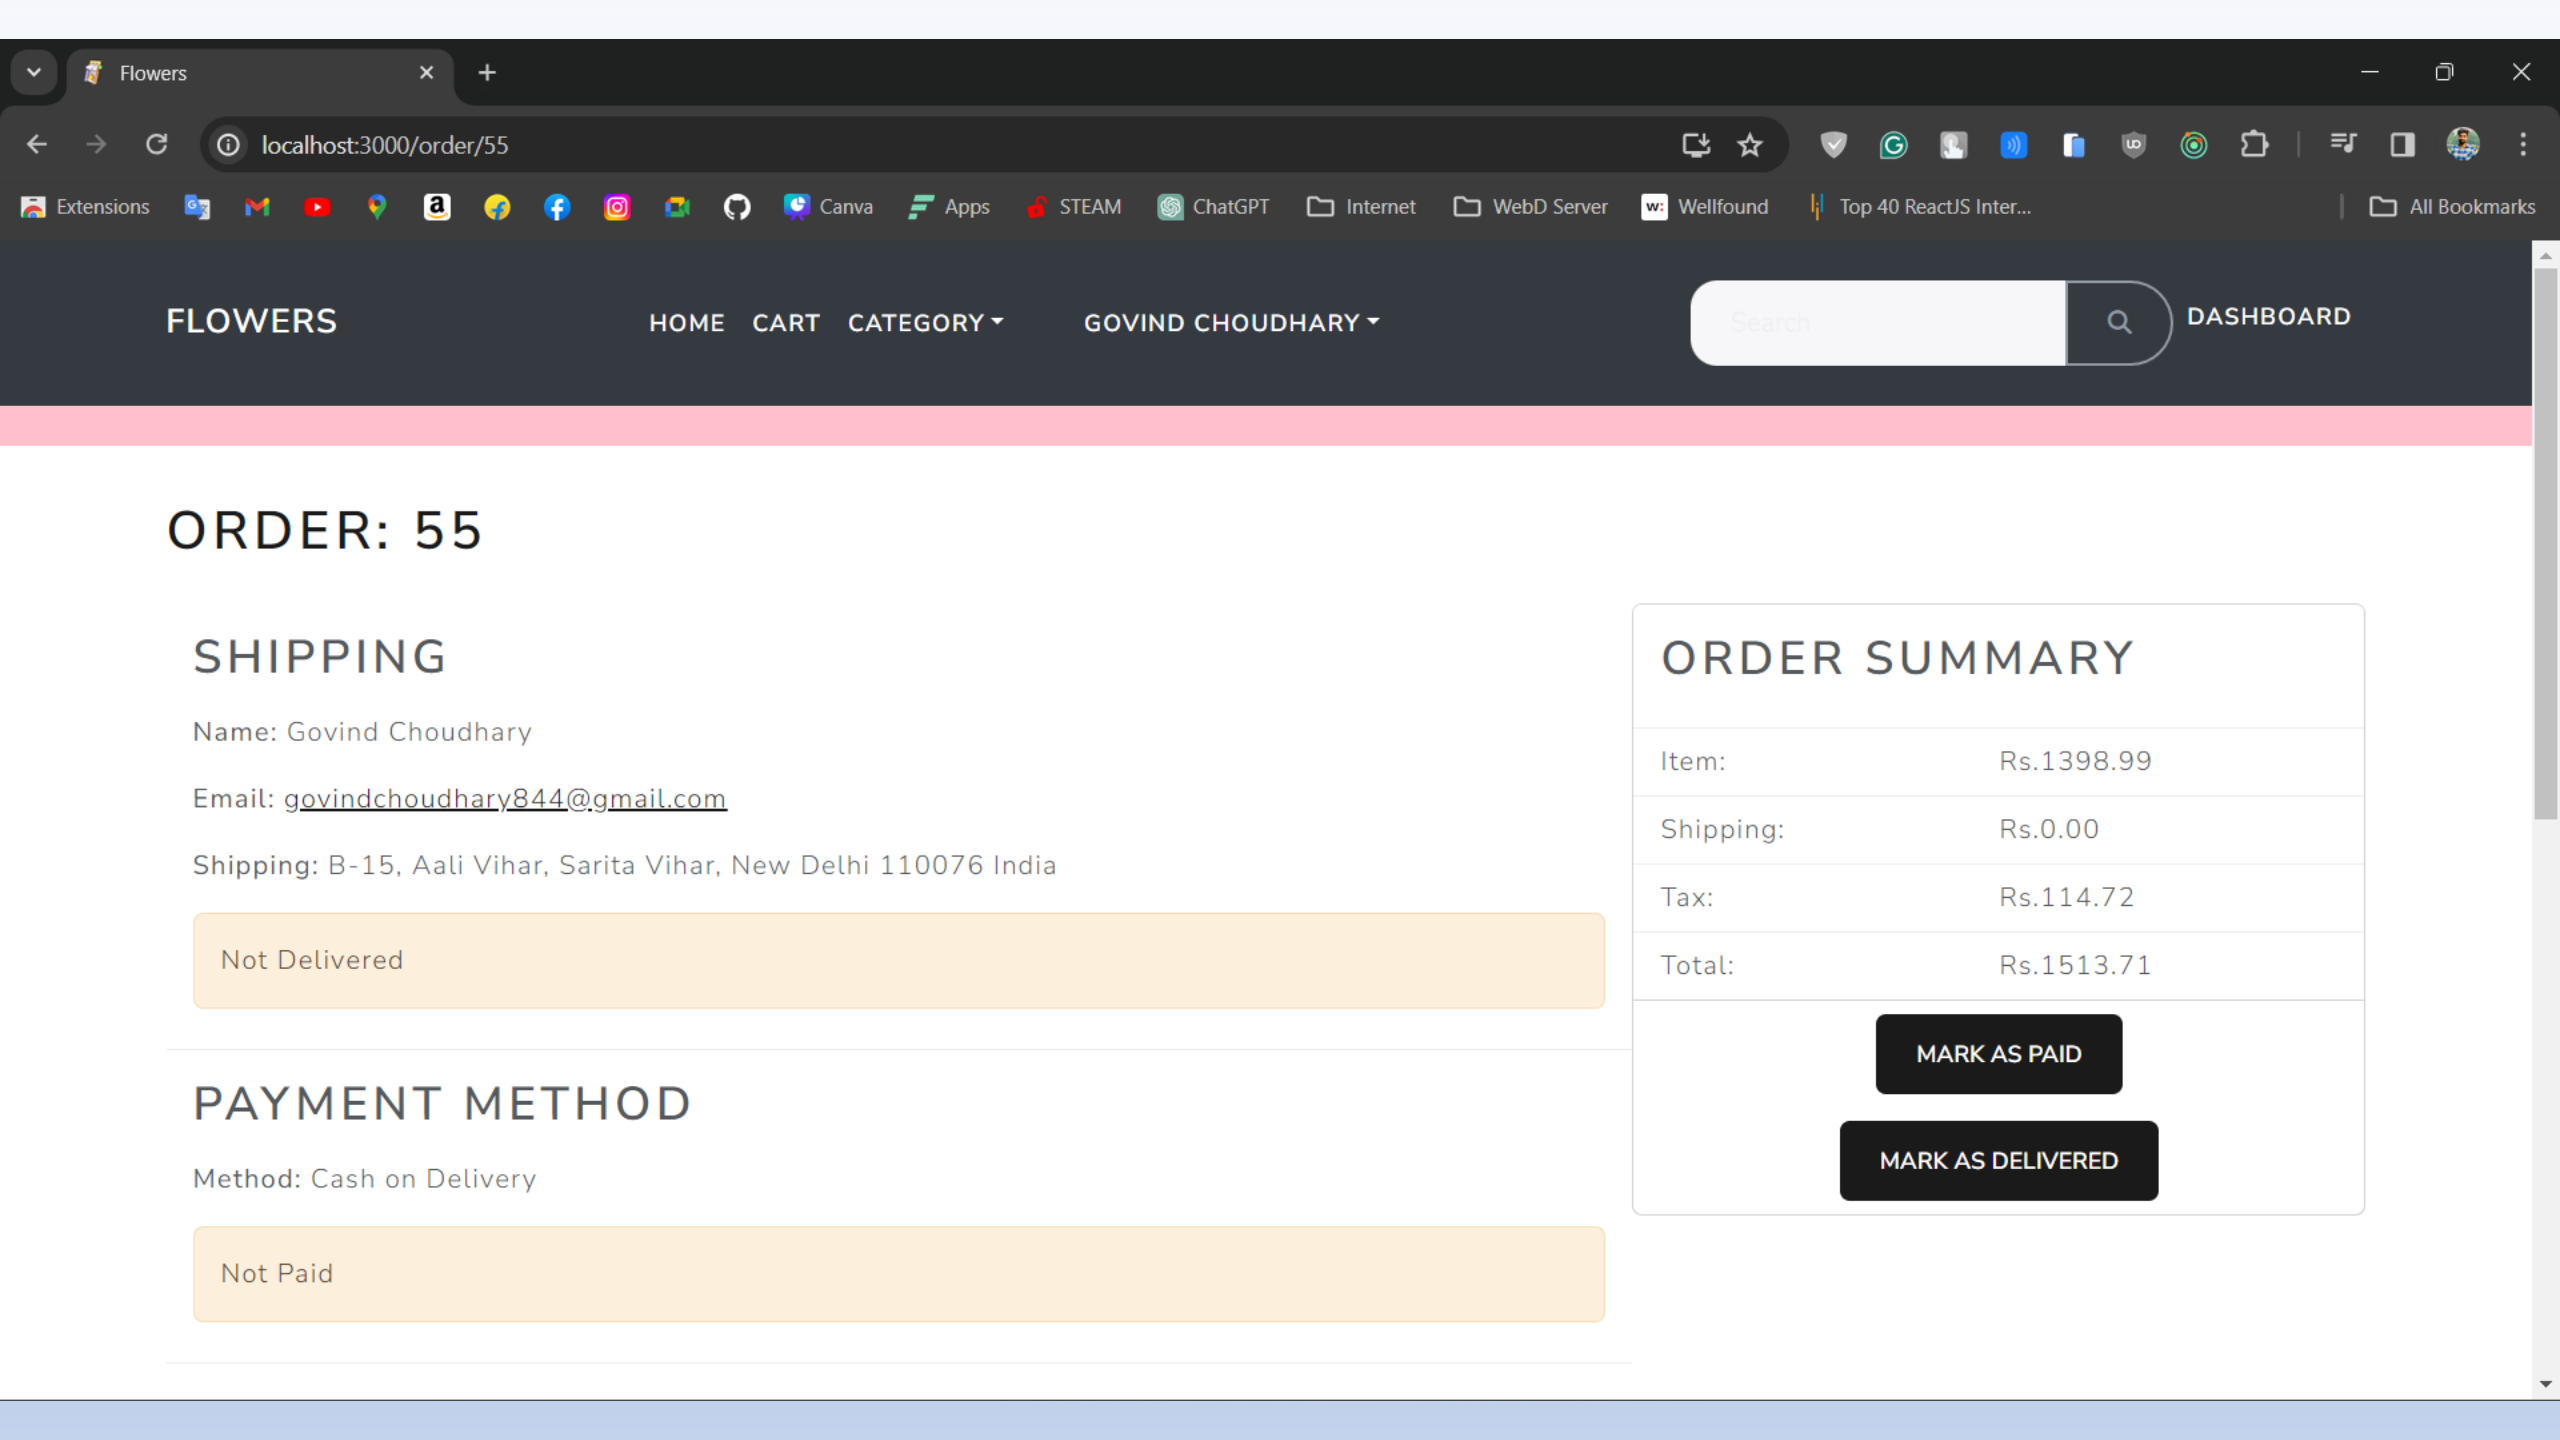 Flowers
localhost:3000/order/55
Extensions
Canva
Apps
STEAM
ChatGPT
Internet
WebD Server
w: Wellfound
Top 40 ReactJS Inter...
All Bookmarks
FLOWERS
HOME CART CATEGORY GOVIND CHOUDHARY
Search
DASHBOARD
ORDER: 55
SHIPPING
Name: Govind Choudhary
Email: govindchoudhary844@gmail.com
Shipping: B-15, Aali Vihar, Sarita Vihar, New Delhi 110076 India
Not Delivered
PAYMENT METHOD
Method: Cash on Delivery
Not Paid
ORDER SUMMARY
Item: Rs.1398.99
Shipping: Rs.0.00
Tax: Rs.114.72
Total: Rs.1513.71
MARK AS PAID
MARK AS DELIVERED